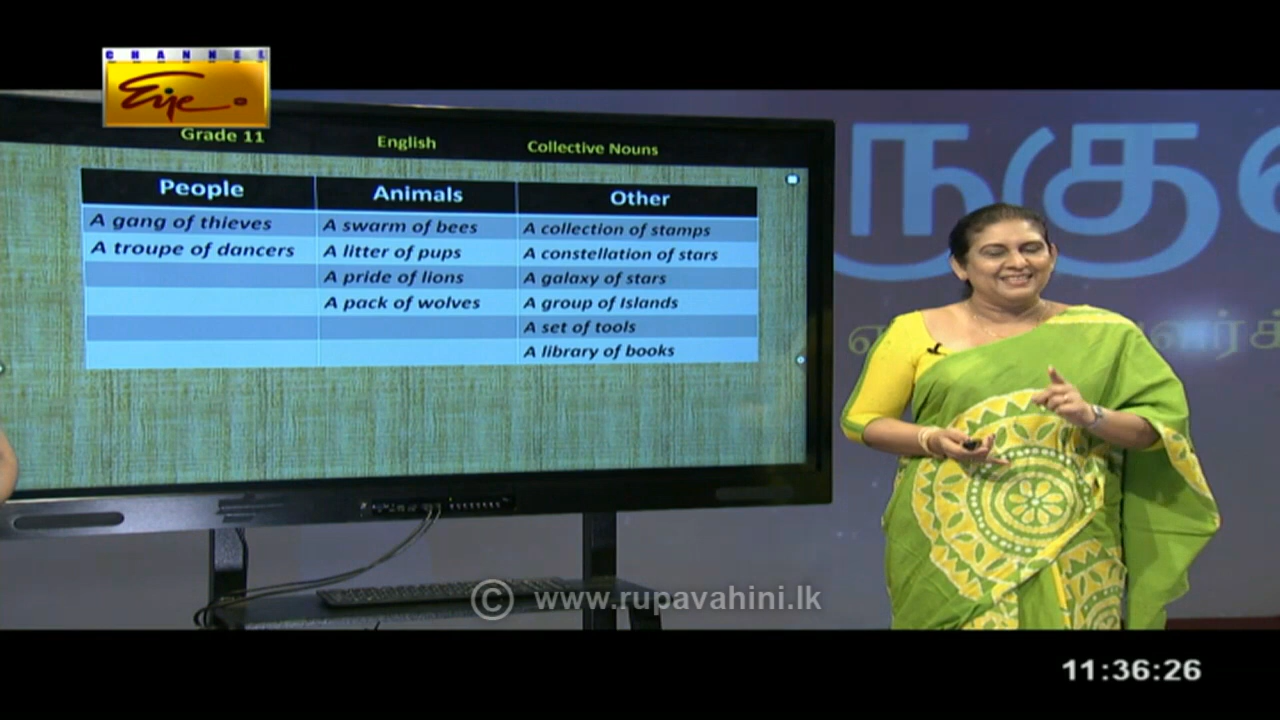 CHANNEL
Eye
Grade 11 English Collective Nouns
People Animals Other
A gang of thieves A swarm of bees A collection of stamps
A troupe of dancers A litter of pups A constellation of stars
A pride of lions A galaxy of stars
A pack of wolves A group of Islands
A set of tools
A library of books
குரு
© www.rupavahini.lk
11:36:26